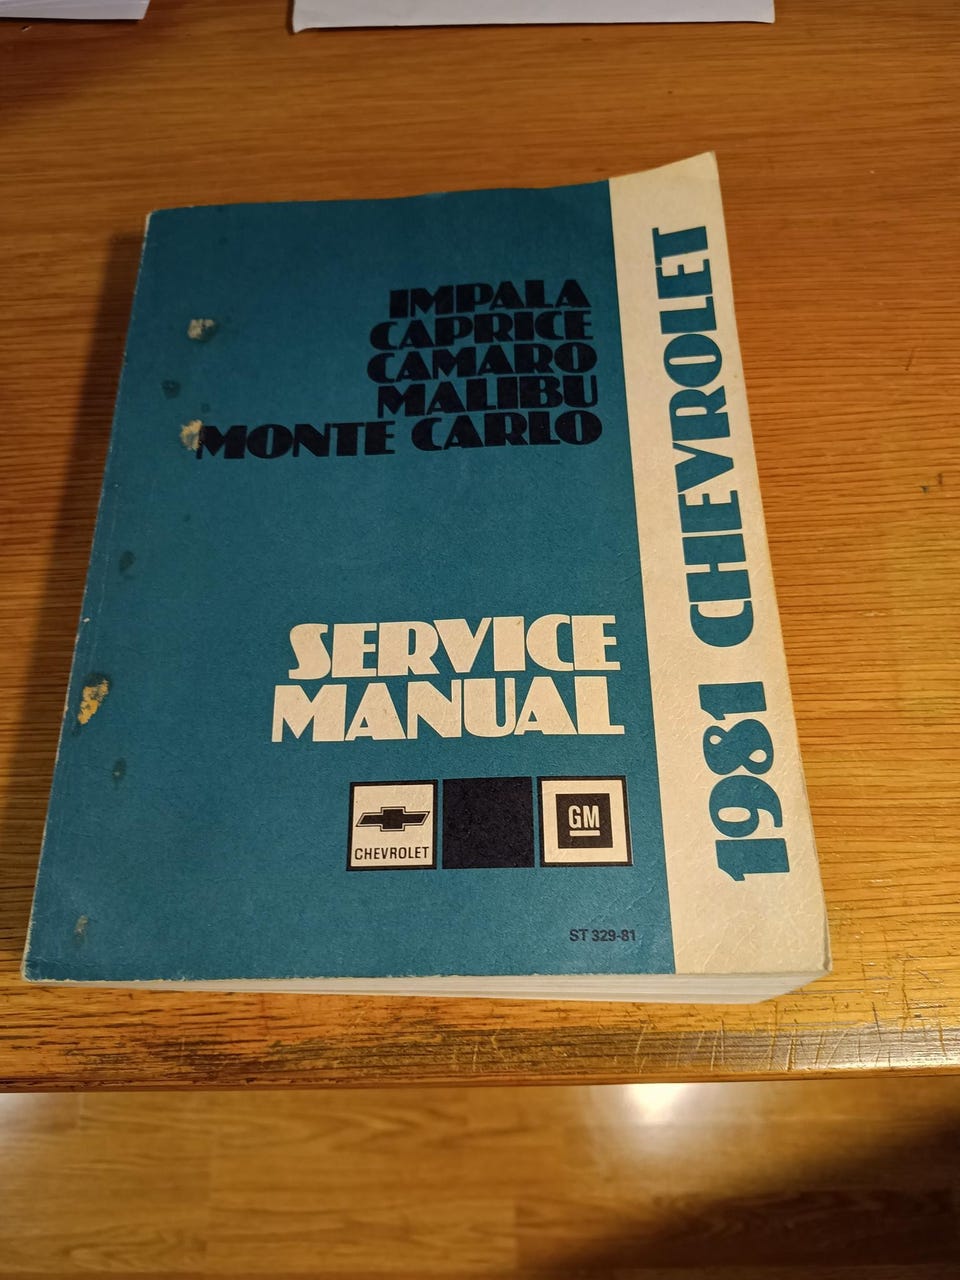 IMPALA
CAPRICE
CAMARO
MALIBU
MONTE CARLO
SERVICE
MANUAL
CHEVROLET
GM
ST 329-81
1981 CHEVROLET